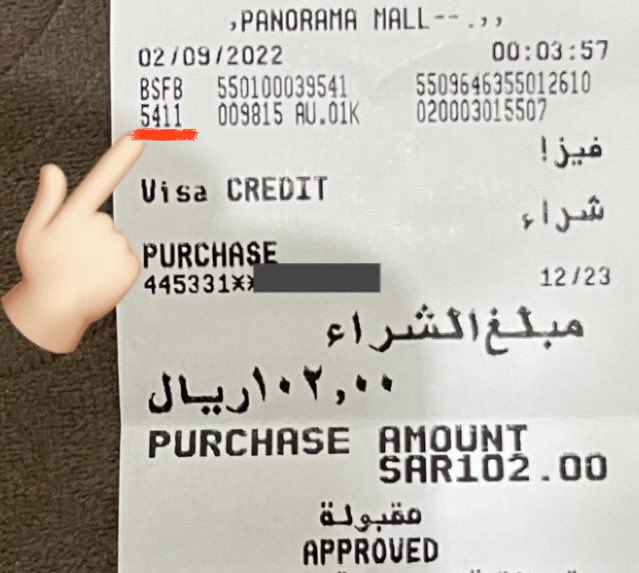 ,PANORAMA MALL--.,,
02/09/2022 00:03:57
BSFB 550100039541 5509646355012610
5411 009815 AU.01K 020003015507
فيزا
Visa CREDIT
شراء
PURCHASE
445331** 12/23
مبلغ الشراء
١٠٢,٠٠ ريال
PURCHASE AMOUNT
SAR102.00
مقبولة
APPROVED